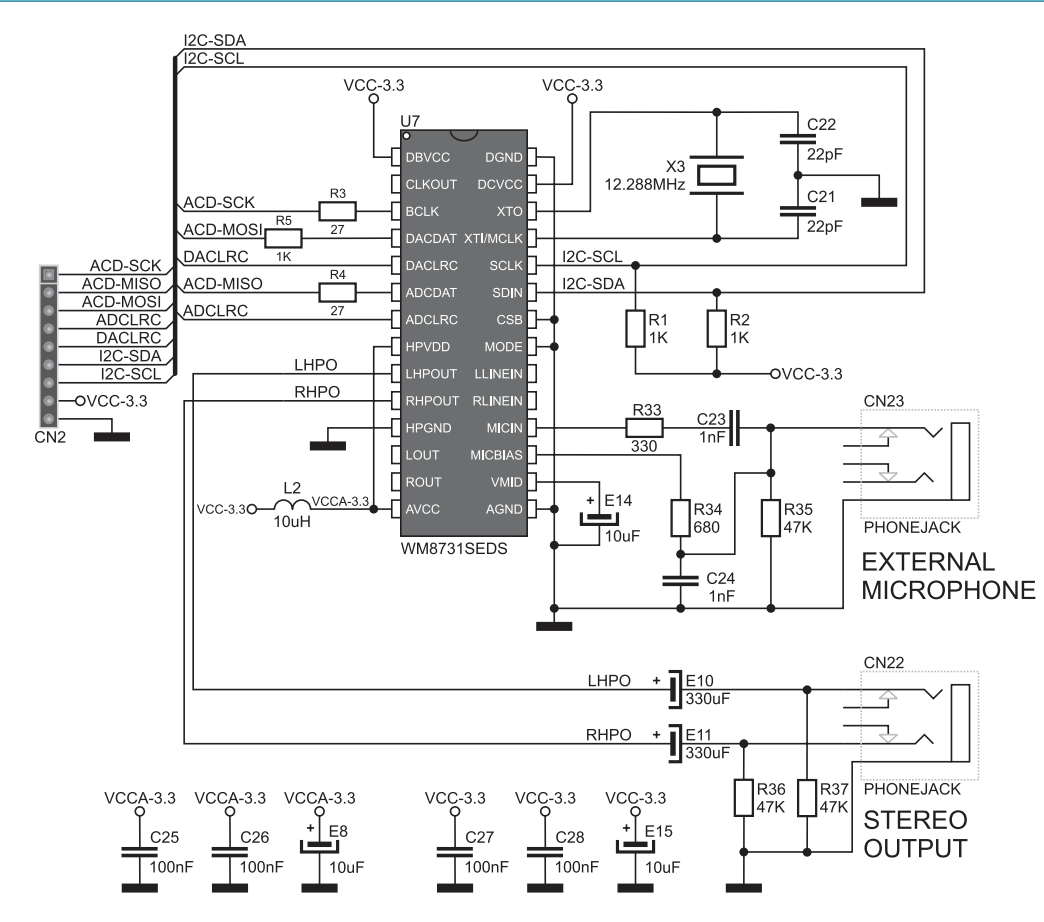 I2C-SDA
I2C-SCL
VCC-3.3 VCC-3.3
U7
C22
22pF
X3
12.288MHz
C21
22pF
DBVCC DGND
CLKOUT DCVCC
ACD-SCK R3 BCLK XTO
ACD-MOSI R5 27 DACDAT XTI/MCLK
1K
DACLRC DACLRC SCLK I2C-SCL
ACD-MISO R4 ADCDAT SDIN I2C-SDA
27
ADCLRC ADCLRC CSB
HPVDD MODE
LHPO LHPOUT LLINEIN
RHPO RHPOUT RLINEIN
HPGND MICIN
LOUT MICBIAS
ROUT VMID
AVCC AGND
WM8731SEDS
ACD-SCK
ACD-MISO
ACD-MOSI
ADCLRC
DACLRC
I2C-SDA
I2C-SCL
VCC-3.3
CN2
R1
1K
R2
1K
VCC-3.3
VCC-3.3 L2 VCCA-3.3
10uH
R33
330
C23
1nF
+ E14
10uF
R34
680
R35
47K
C24
1nF
CN23
PHONEJACK
EXTERNAL
MICROPHONE
LHPO + E10
330uF
RHPO + E11
330uF
CN22
R36
47K
R37
47K
PHONEJACK
STEREO
OUTPUT
VCCA-3.3 VCCA-3.3 VCCA-3.3 VCC-3.3 VCC-3.3 VCC-3.3
C25 C26 + E8 C27 C28 + E15
100nF 100nF 10uF 100nF 100nF 10uF